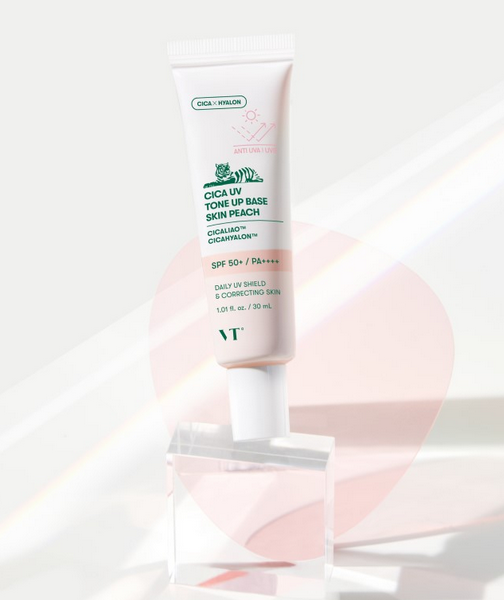 CICA × HYALON
ANTI UVA / UVB
CICA UV
TONE UP BASE
SKIN PEACH
CICALIAO™
CICAHYALON™
SPF 50+ / PA++++
DAILY UV SHIELD
& CORRECTING SKIN
1.01 fl. oz. / 30 mL
VT®